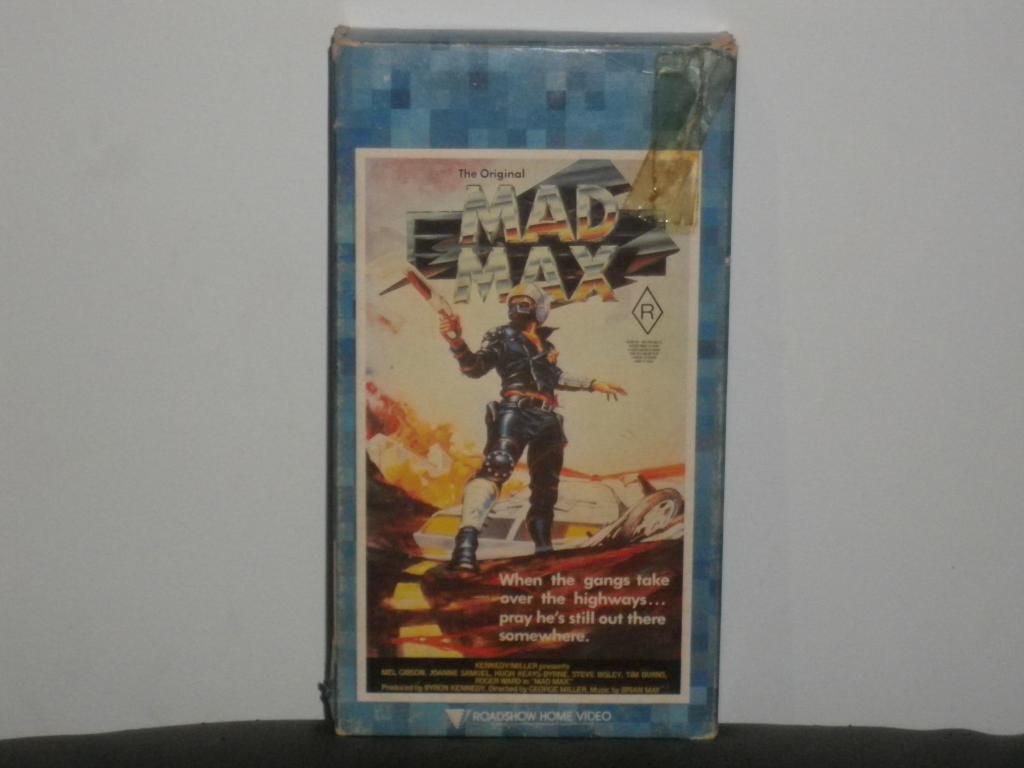 The Original
MAD
MAX
R
When the gangs take
over the highways...
pray he's still out there
somewhere.
KENNEDY/MILLER presents
MEL GIBSON, JOANNE SAMUEL, HUGH KEAYS-BYRNE, STEVE BISLEY, TIM BURNS,
ROGER WARD in "MAD MAX"
Produced by BYRON KENNEDY, Directed by GEORGE MILLER, Music by BRIAN MAY
ROADSHOW HOME VIDEO